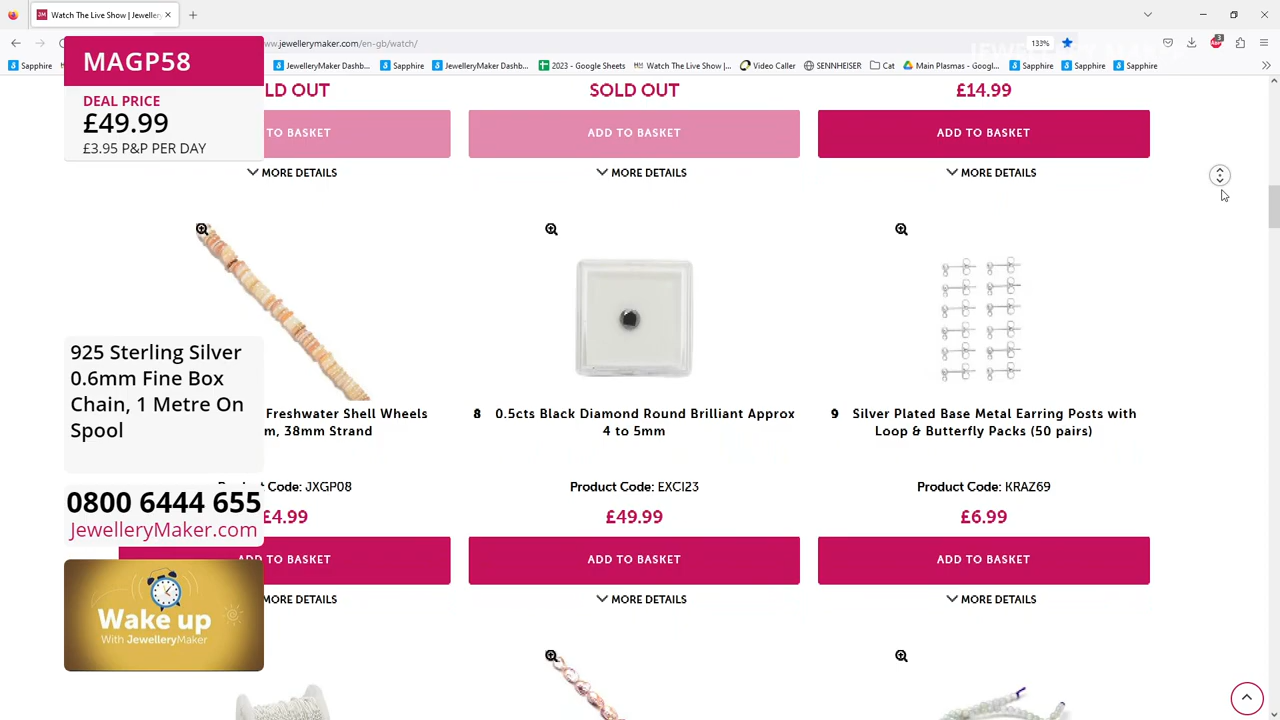 Watch The Live Show | Jeweller
ww.jewellerymaker.com/en-gb/watch/
133%
Sapphire
JewelleryMaker Dashb...
Sapphire
JewelleryMaker Dashb...
2023 - Google Sheets
Watch The Live Show |...
Video Caller
SENNHEISER
Cat
Main Plasmas - Googl...
Sapphire
Sapphire
Sapphire
MAGP58
DEAL PRICE
£49.99
£3.95 P&P PER DAY
LD OUT
SOLD OUT
£14.99
TO BASKET
ADD TO BASKET
ADD TO BASKET
MORE DETAILS
MORE DETAILS
MORE DETAILS
925 Sterling Silver
0.6mm Fine Box
Chain, 1 Metre On
Spool
Freshwater Shell Wheels
m, 38mm Strand
Code: JXGP08
£4.99
ADD TO BASKET
MORE DETAILS
8 0.5cts Black Diamond Round Brilliant Approx
4 to 5mm
Product Code: EXCI23
£49.99
ADD TO BASKET
MORE DETAILS
9 Silver Plated Base Metal Earring Posts with
Loop & Butterfly Packs (50 pairs)
Product Code: KRAZ69
£6.99
ADD TO BASKET
MORE DETAILS
0800 6444 655
JewelleryMaker.com
Wake up
With JewelleryMaker